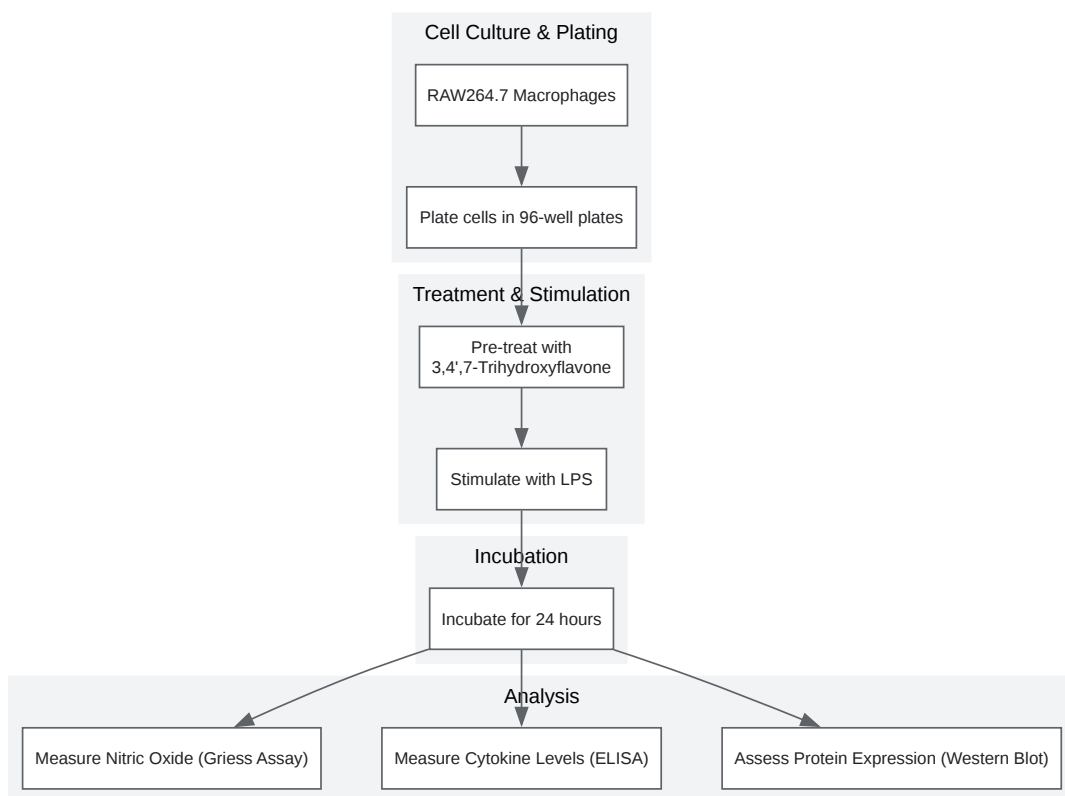 Cell Culture & Plating
RAW264.7 Macrophages
Plate cells in 96-well plates
Treatment & Stimulation
Pre-treat with
3,4',7-Trihydroxyflavone
Stimulate with LPS
Incubation
Incubate for 24 hours
Analysis
Measure Nitric Oxide (Griess Assay)
Measure Cytokine Levels (ELISA)
Assess Protein Expression (Western Blot)